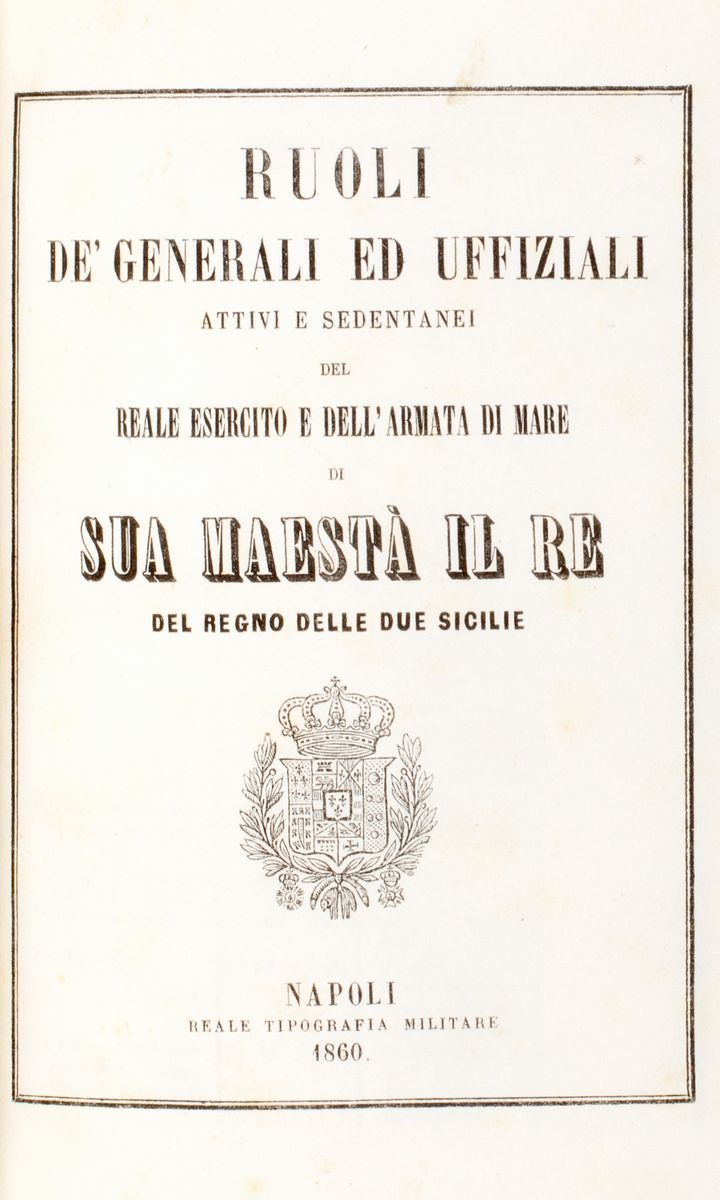 RUOLI
DE' GENERALI ED UFFIZIALI
ATTIVI E SEDENTANEI
DEL
REALE ESERCITO E DELL'ARMATA DI MARE
DI
SUA MAESTÀ IL RE
DEL REGNO DELLE DUE SICILIE
NAPOLI
REALE TIPOGRAFIA MILITARE
1860.